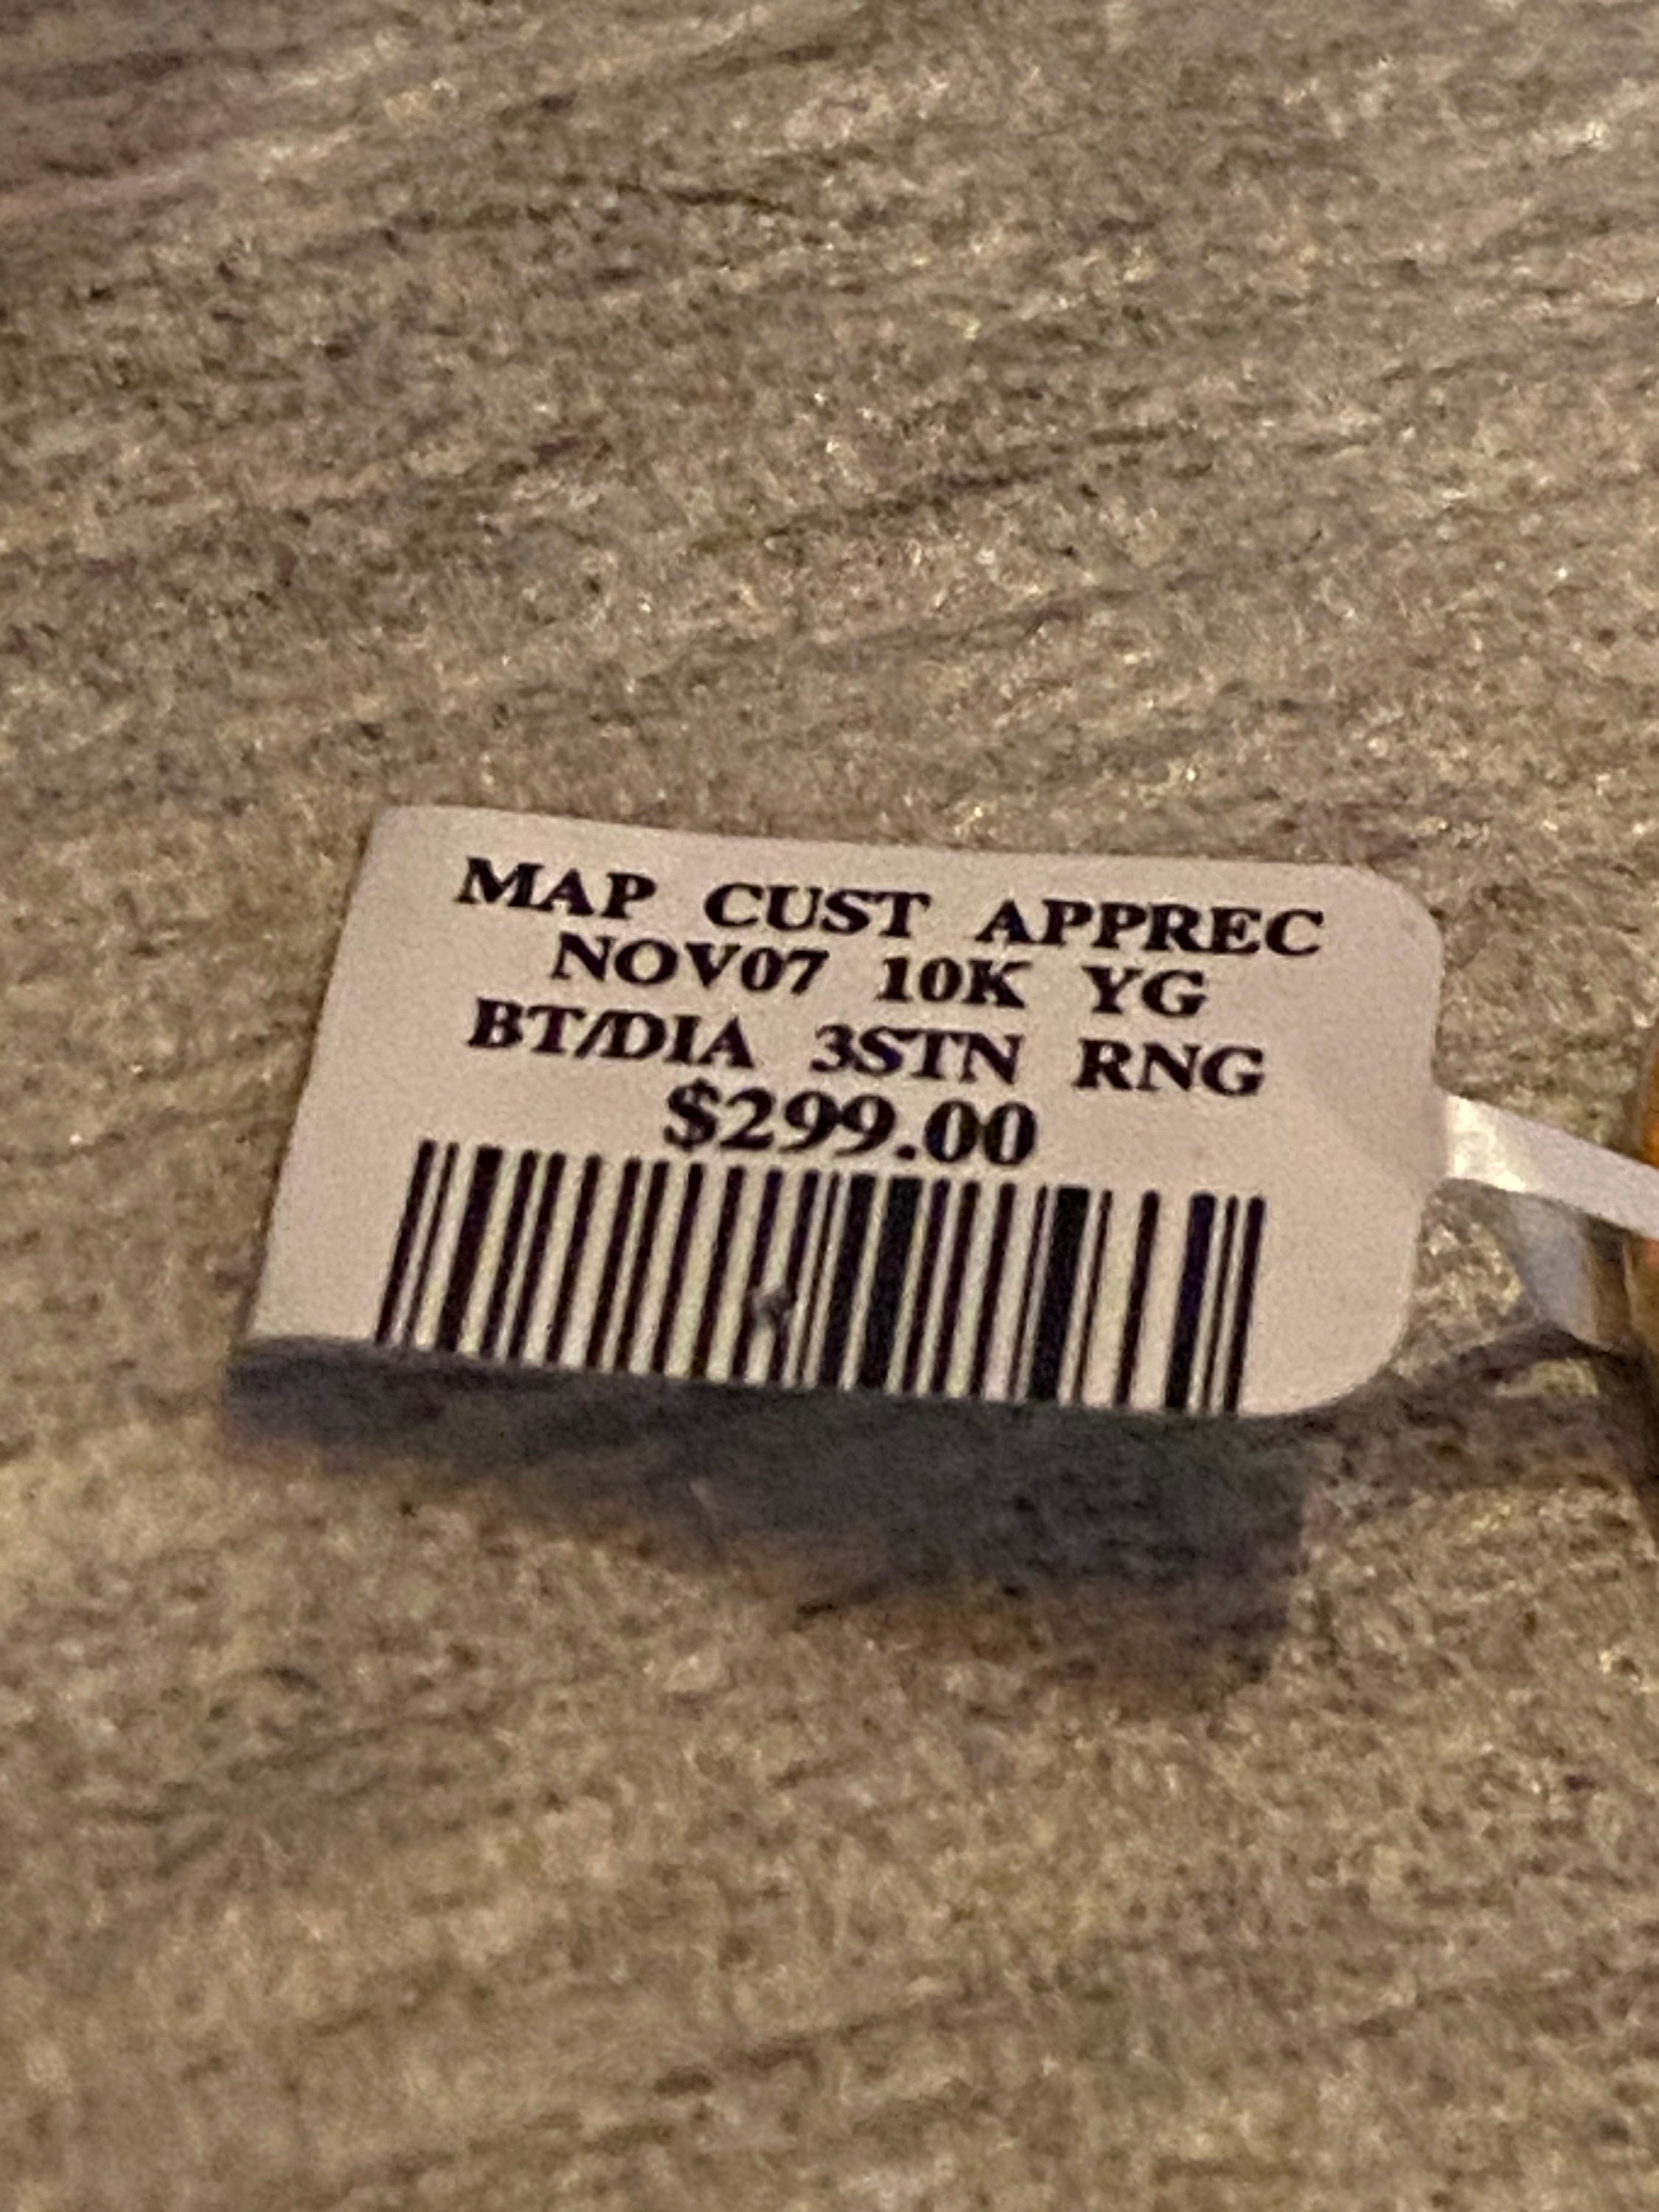 MAP CUST APPREC
NOV07 10K YG
BT/DIA 3STN RNG
$299.00